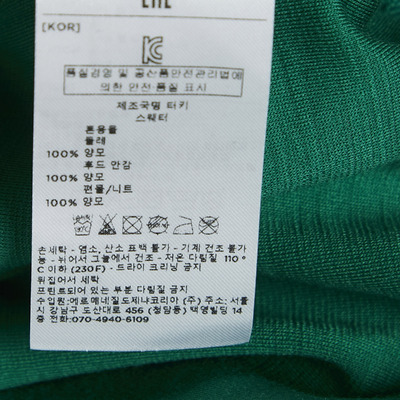 [KOR]
품질경영 및 공산품안전관리법에
의한 안전·품질 표시
제조국명 터키
스웨터
혼용률
둘레
100% 양모
후드 안감
100% 양모
편물/니트
100% 양모
손세탁 - 염소, 산소 표백 불가 - 기계 건조 불가
능 - 뉘어서 그늘에서 건조 - 저온 다림질 110 °
C 이하 (230F) - 드라이 크리닝 금지
뒤집어서 세탁
프린트되어 있는 부분 다림질 금지
수입원:에르메네질도제냐코리아 (주) 주소: 서울
시 강남구 도산대로 456 (청담동) 택영빌딩 14
층전화:070-4940-6109